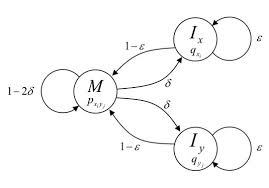 I_x
q_{x_i}
ε
1−ε
δ
M
p_{x_i y_j}
1−2δ
δ
1−ε
I_y
q_{y_j}
ε